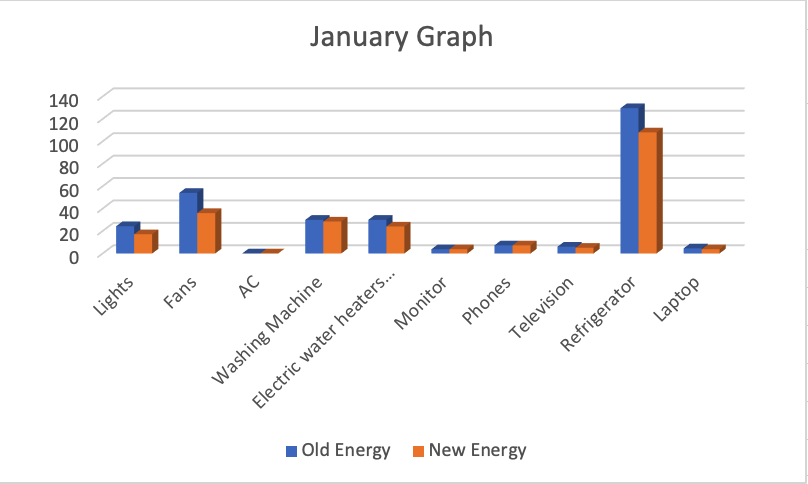 January Graph
140
120
100
80
60
40
20
0
Lights
Fans
AC
Washing Machine
Electric water heaters...
Monitor
Phones
Television
Refrigerator
Laptop
Old Energy New Energy